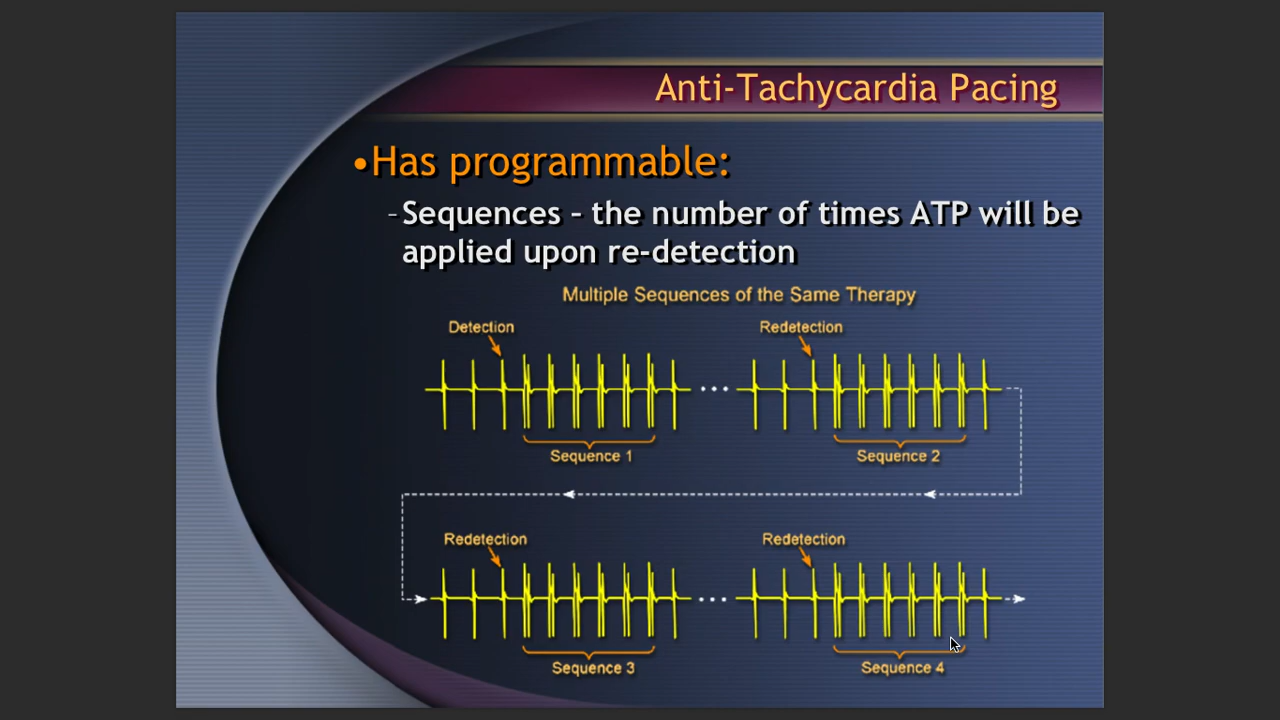 Anti-Tachycardia Pacing
•Has programmable:
–Sequences – the number of times ATP will be
applied upon re-detection
Multiple Sequences of the Same Therapy
Detection
Redetection
Sequence 1
Sequence 2
Redetection
Redetection
Sequence 3
Sequence 4